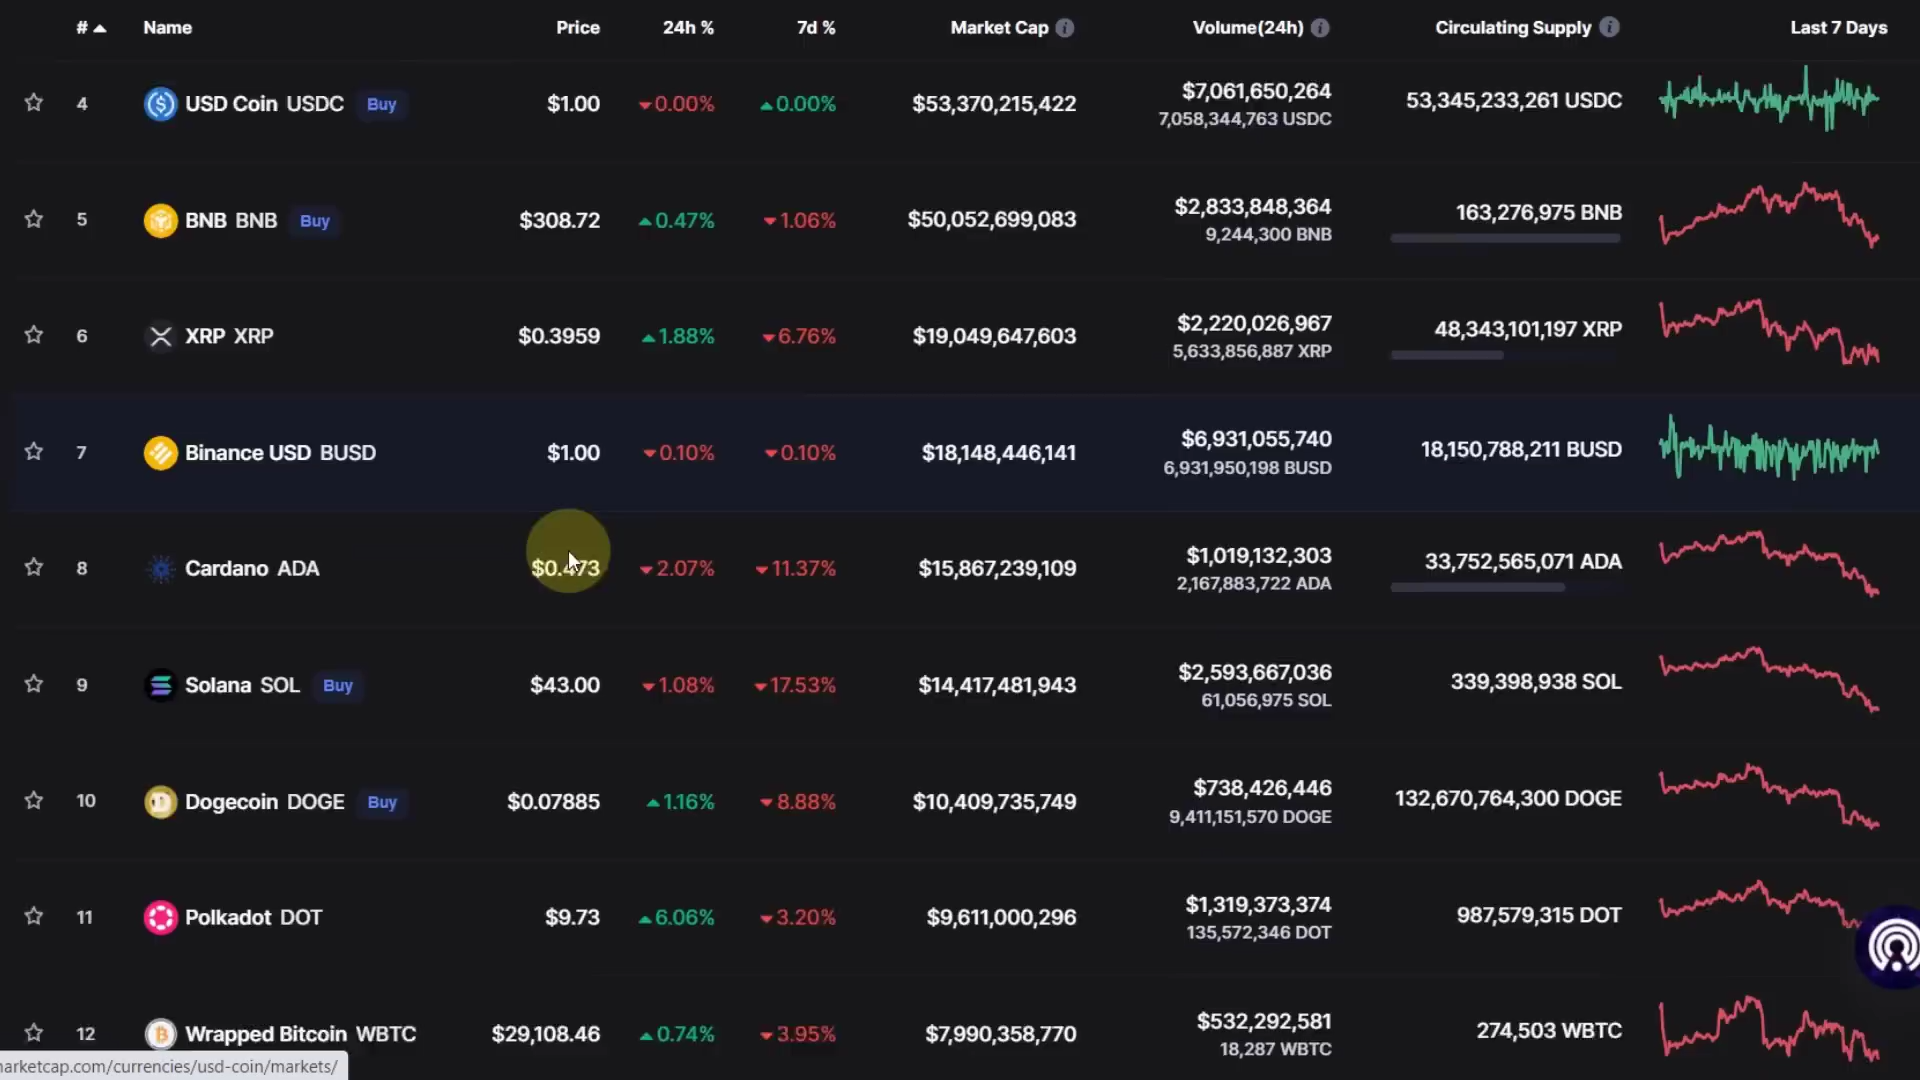 # Name Price 24h % 7d % Market Cap Volume(24h) Circulating Supply Last 7 Days
4 USD Coin USDC Buy $1.00 0.00% 0.00% $53,370,215,422 $7,061,650,264 53,345,233,261 USDC
7,058,344,763 USDC
5 BNB BNB Buy $308.72 0.47% 1.06% $50,052,699,083 $2,833,848,364 163,276,975 BNB
9,244,300 BNB
6 XRP XRP $0.3959 1.88% 6.76% $19,049,647,603 $2,220,026,967 48,343,101,197 XRP
5,633,856,887 XRP
7 Binance USD BUSD $1.00 0.10% 0.10% $18,148,446,141 $6,931,055,740 18,150,788,211 BUSD
6,931,950,198 BUSD
8 Cardano ADA $0.473 2.07% 11.37% $15,867,239,109 $1,019,132,303 33,752,565,071 ADA
2,167,883,722 ADA
9 Solana SOL Buy $43.00 1.08% 17.53% $14,417,481,943 $2,593,667,036 339,398,938 SOL
61,056,975 SOL
10 Dogecoin DOGE Buy $0.07885 1.16% 8.88% $10,409,735,749 $738,426,446 132,670,764,300 DOGE
9,411,151,570 DOGE
11 Polkadot DOT $9.73 6.06% 3.20% $9,611,000,296 $1,319,373,374 987,579,315 DOT
135,572,346 DOT
12 Wrapped Bitcoin WBTC $29,108.46 0.74% 3.95% $7,990,358,770 $532,292,581 274,503 WBTC
18,287 WBTC
narketcap.com/currencies/usd-coin/markets/